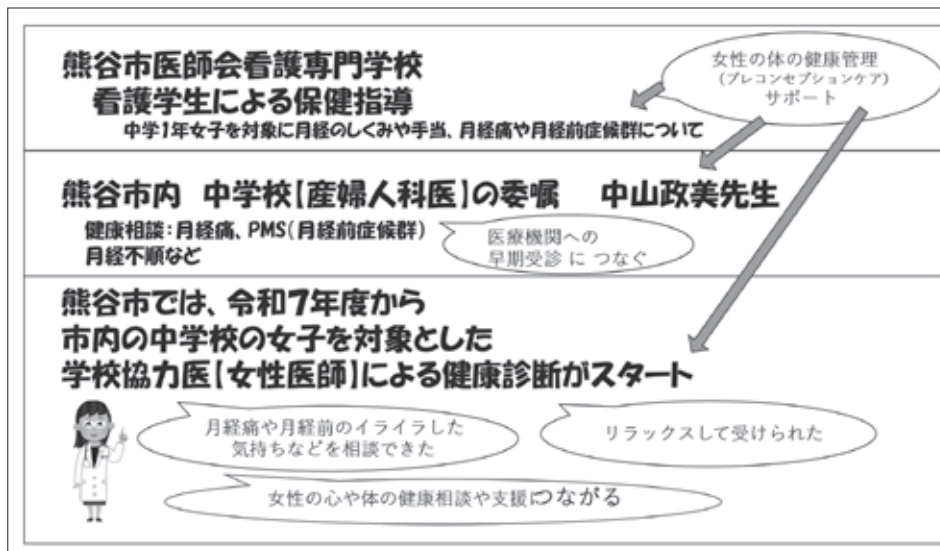 熊谷市医師会看護専門学校
看護学生による保健指導
中学1年女子を対象に月経のしくみや手当、月経痛や月経前症候群について
女性の体の健康管理
(プレコンセプションケア)
サポート
熊谷市内 中学校【産婦人科医】の委嘱 中山政美先生
健康相談:月経痛、PMS(月経前症候群)
月経不順など
医療機関への
早期受診 に つなぐ
熊谷市では、令和7年度から
市内の中学校の女子を対象とした
学校協力医【女性医師】による健康診断がスタート
月経痛や月経前のイライラした
気持ちなどを相談できた
リラックスして受けられた
女性の心や体の健康相談や支援につながる